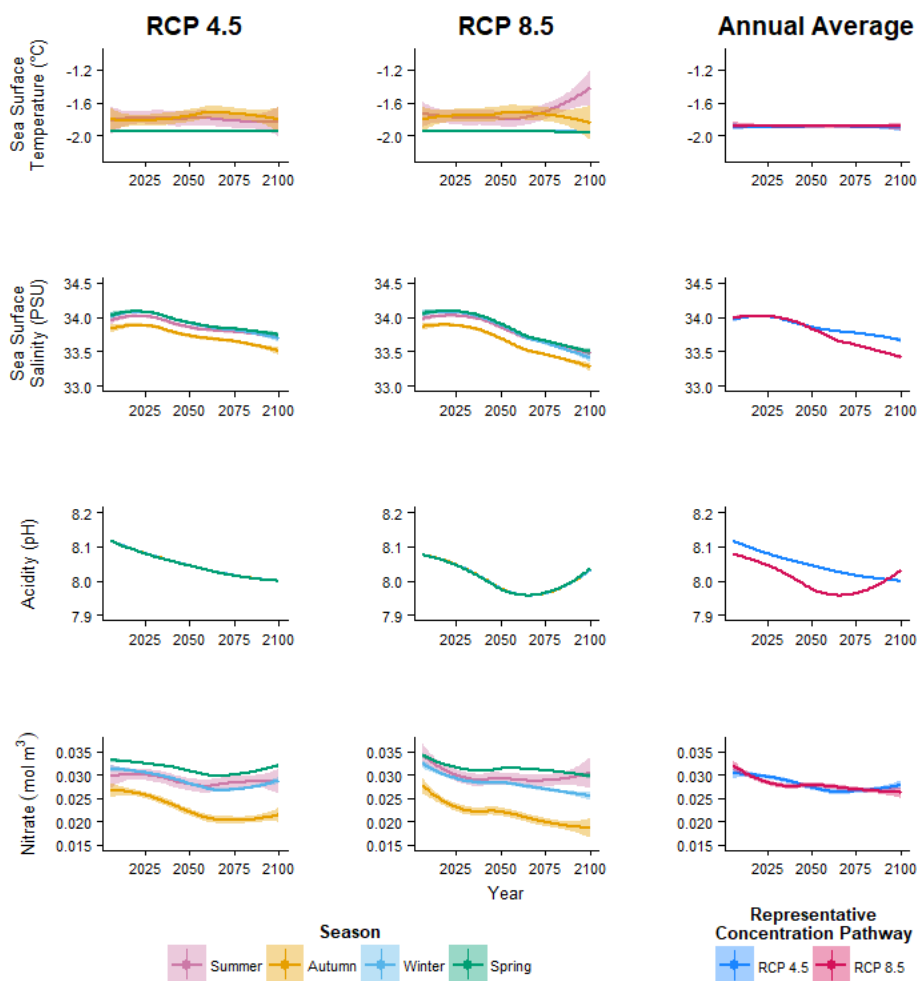 RCP 4.5 RCP 8.5 Annual Average
Sea Surface
Temperature (°C)
-1.2 -1.2 -1.2
-1.6 -1.6 -1.6
-2.0 -2.0 -2.0
2025 2050 2075 2100 2025 2050 2075 2100 2025 2050 2075 2100
Sea Surface
Salinity (PSU)
34.5 34.5 34.5
34.0 34.0 34.0
33.5 33.5 33.5
33.0 33.0 33.0
2025 2050 2075 2100 2025 2050 2075 2100 2025 2050 2075 2100
Acidity (pH)
8.2 8.2 8.2
8.1 8.1 8.1
8.0 8.0 8.0
7.9 7.9 7.9
2025 2050 2075 2100 2025 2050 2075 2100 2025 2050 2075 2100
Nitrate (mol m³)
0.035 0.035 0.035
0.030 0.030 0.030
0.025 0.025 0.025
0.020 0.020 0.020
0.015 0.015 0.015
2025 2050 2075 2100 2025 2050 2075 2100 2025 2050 2075 2100
Year
Season
Summer Autumn Winter Spring
Representative
Concentration Pathway
RCP 4.5 RCP 8.5